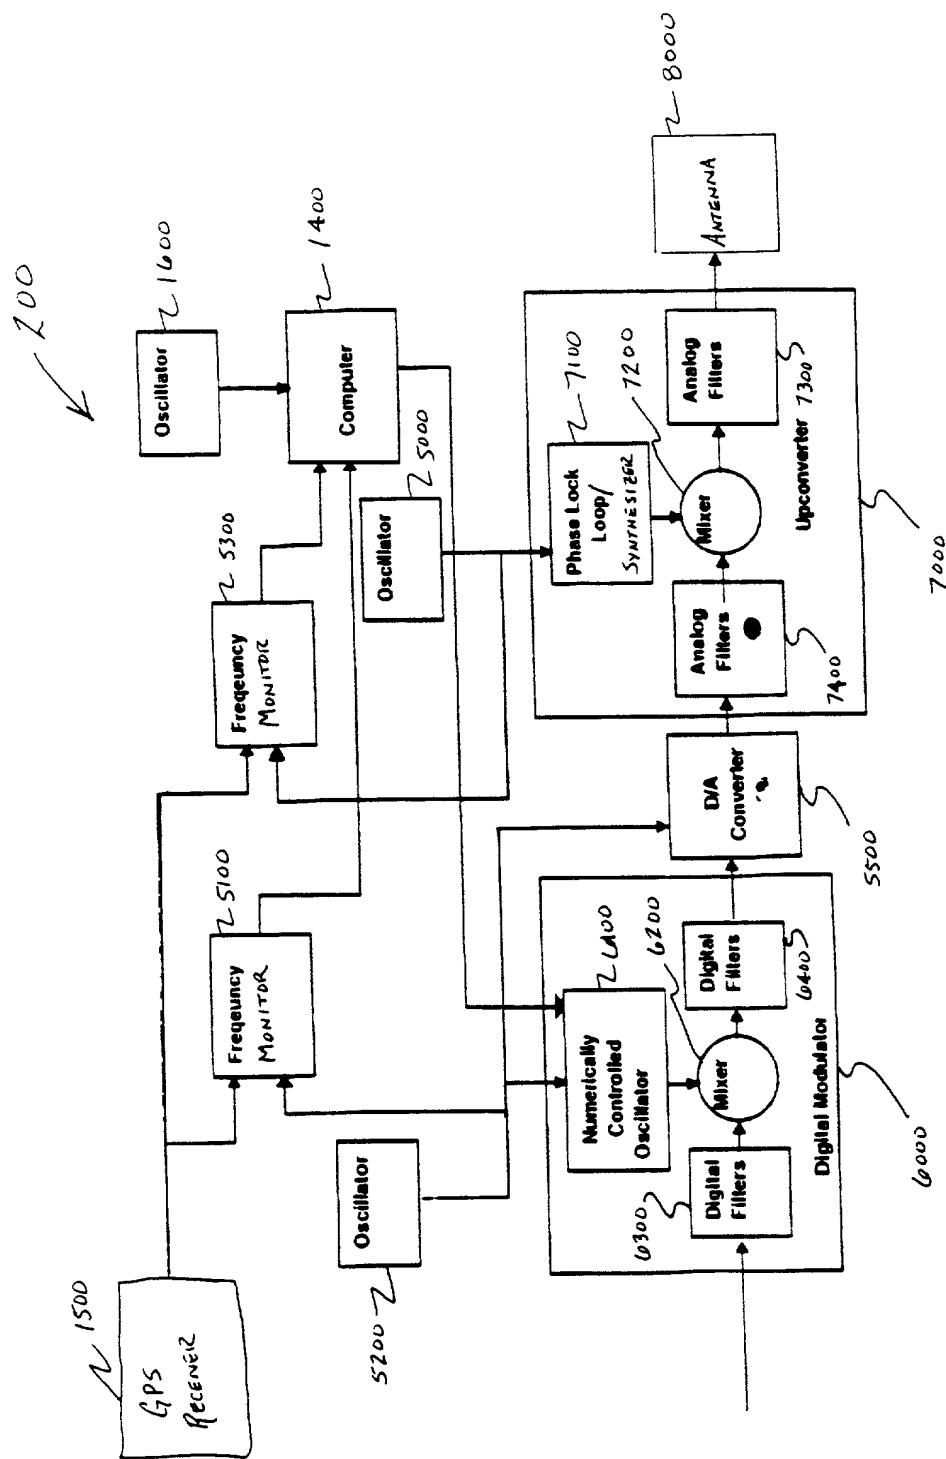 200
1500
GPS
RECEIVER
Freqeuncy
MONITOR
5100
Freqeuncy
MONITOR
5300
Oscillator
1600
Computer
1400
Oscillator
5200
Oscillator
5000
Numerically
Controlled
Oscillator
6100
6300
Digital
Filters
Mixer
6200
Digital Filters
6400
Digital Modulator
6000
D/A
Converter
5500
Phase Lock
Loop/
SYNTHESIZER
7100
Analog
Filters
7400
Mixer
7200
Analog
Filters
7300
Upconverter
7000
ANTENNA
8000